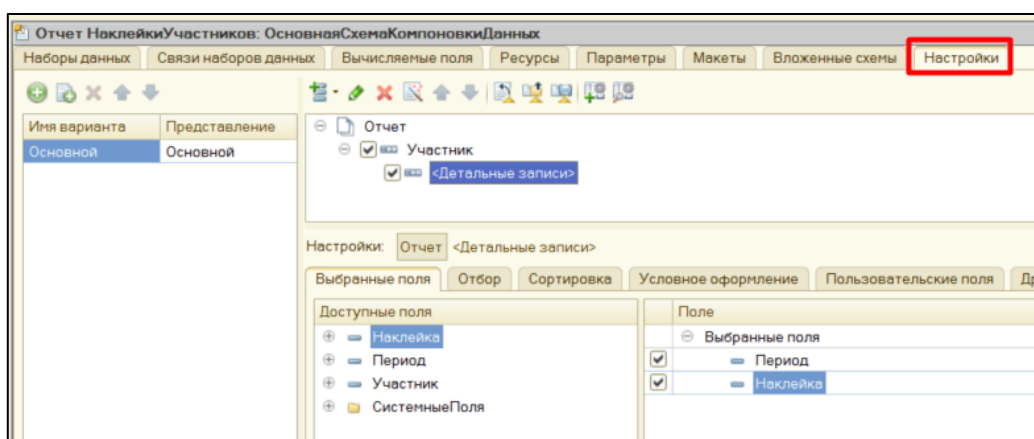 Отчет НаклейкиУчастников: ОсновнаяСхемаКомпоновкиДанных
Наборы данных Связи наборов данных Вычисляемые поля Ресурсы Параметры Макеты Вложенные схемы Настройки
Имя варианта Представление
Основной Основной
Отчет
Участник
<Детальные записи>
Настройки: Отчет <Детальные записи>
Выбранные поля Отбор Сортировка Условное оформление Пользовательские поля
Доступные поля
Наклейка
Период
Участник
СистемныеПоля
Поле
Выбранные поля
Период
Наклейка